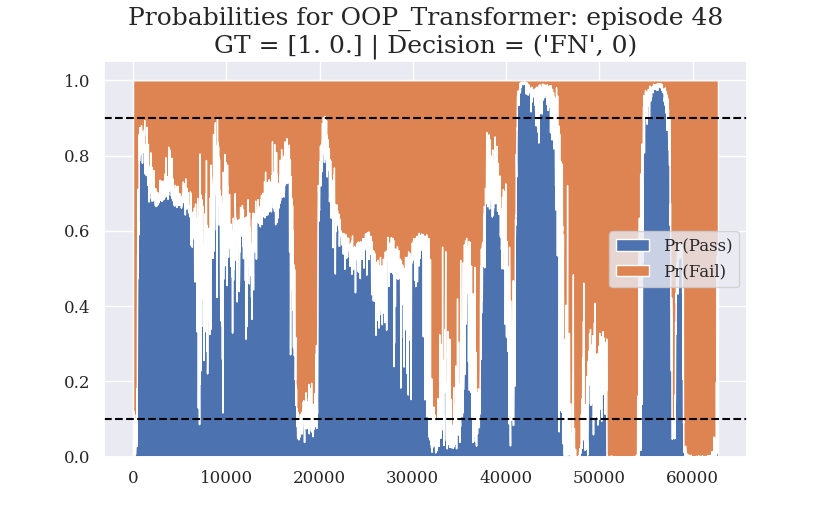 Probabilities for OOP_Transformer: episode 48
GT = [1. 0.] | Decision = ('FN', 0)
1.0
0.8
0.6
0.4
0.2
0.0
Pr(Pass)
Pr(Fail)
0 10000 20000 30000 40000 50000 60000